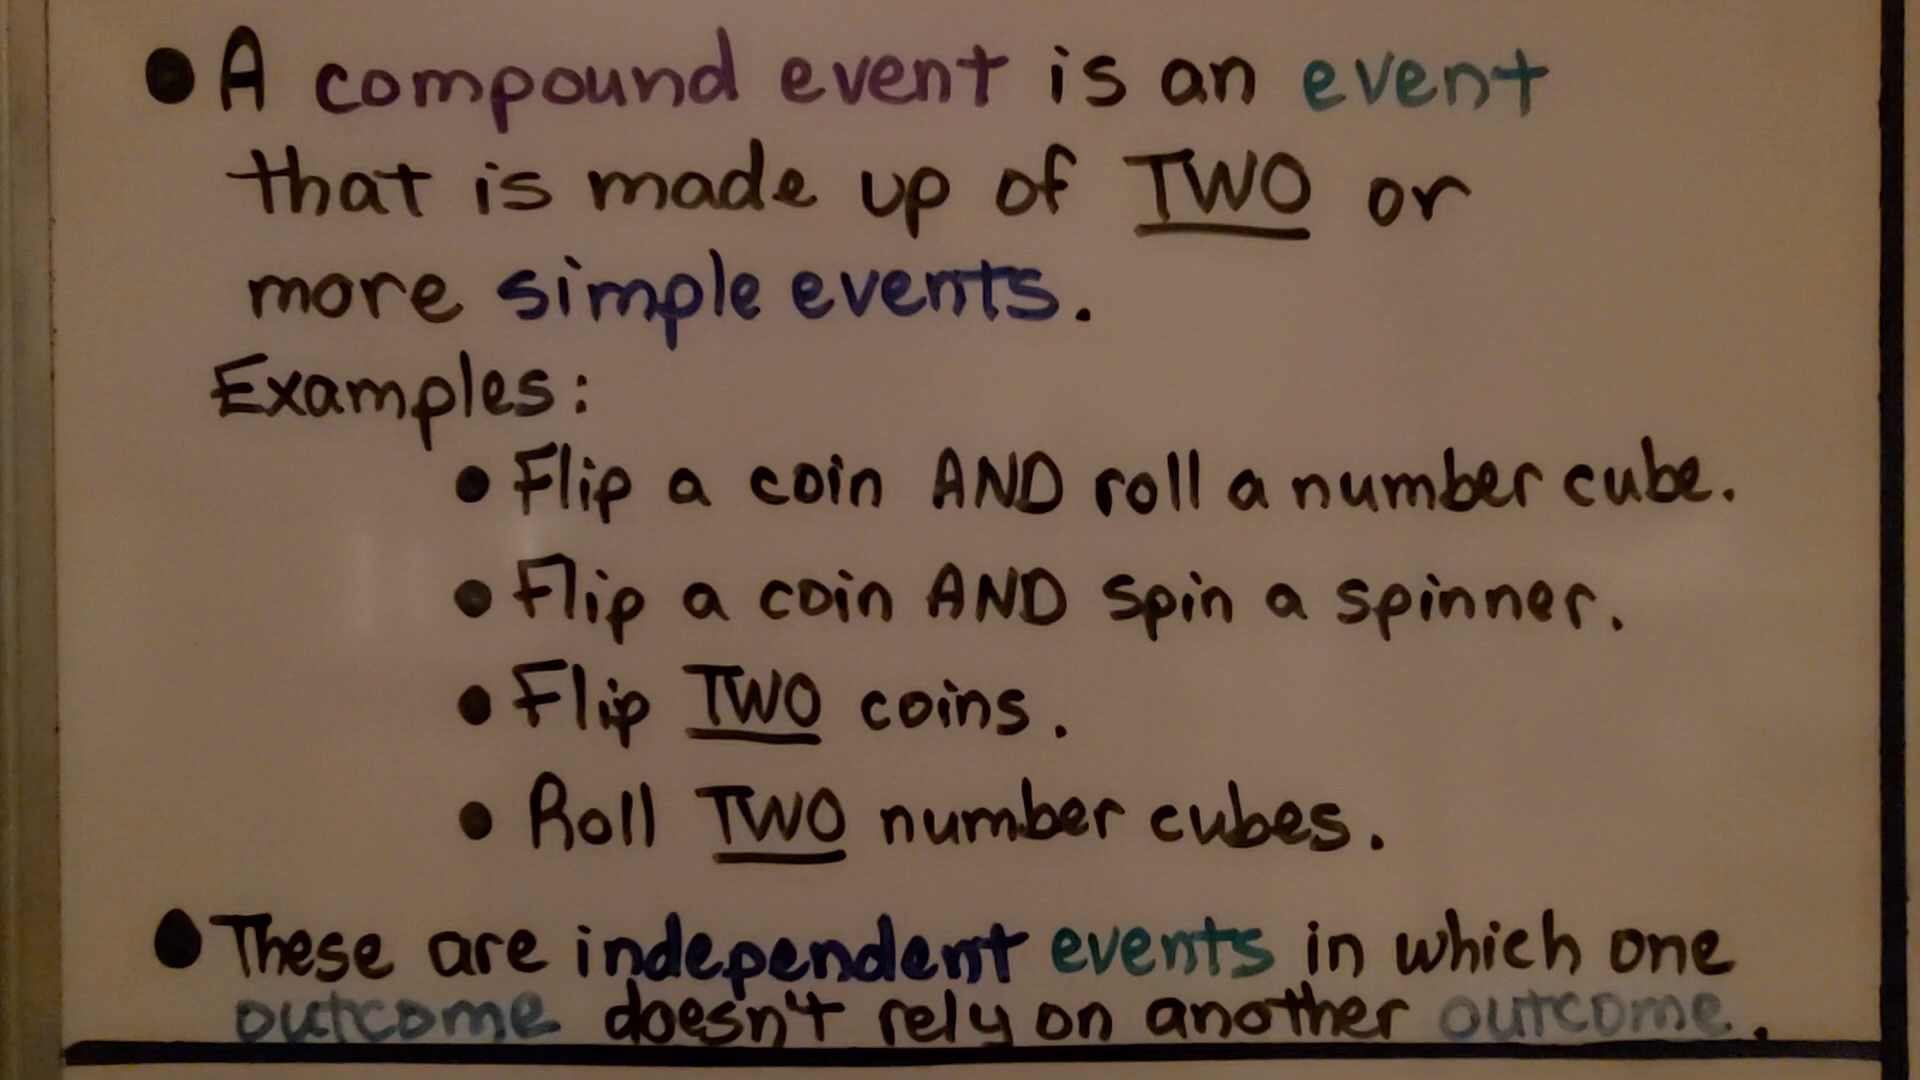 • A compound event is an event
that is made up of TWO or
more simple events.
Examples:
• Flip a coin AND roll a number cube.
• Flip a coin AND spin a spinner.
• Flip TWO coins.
• Roll TWO number cubes.
• These are independent events in which one
outcome doesn't rely on another outcome.